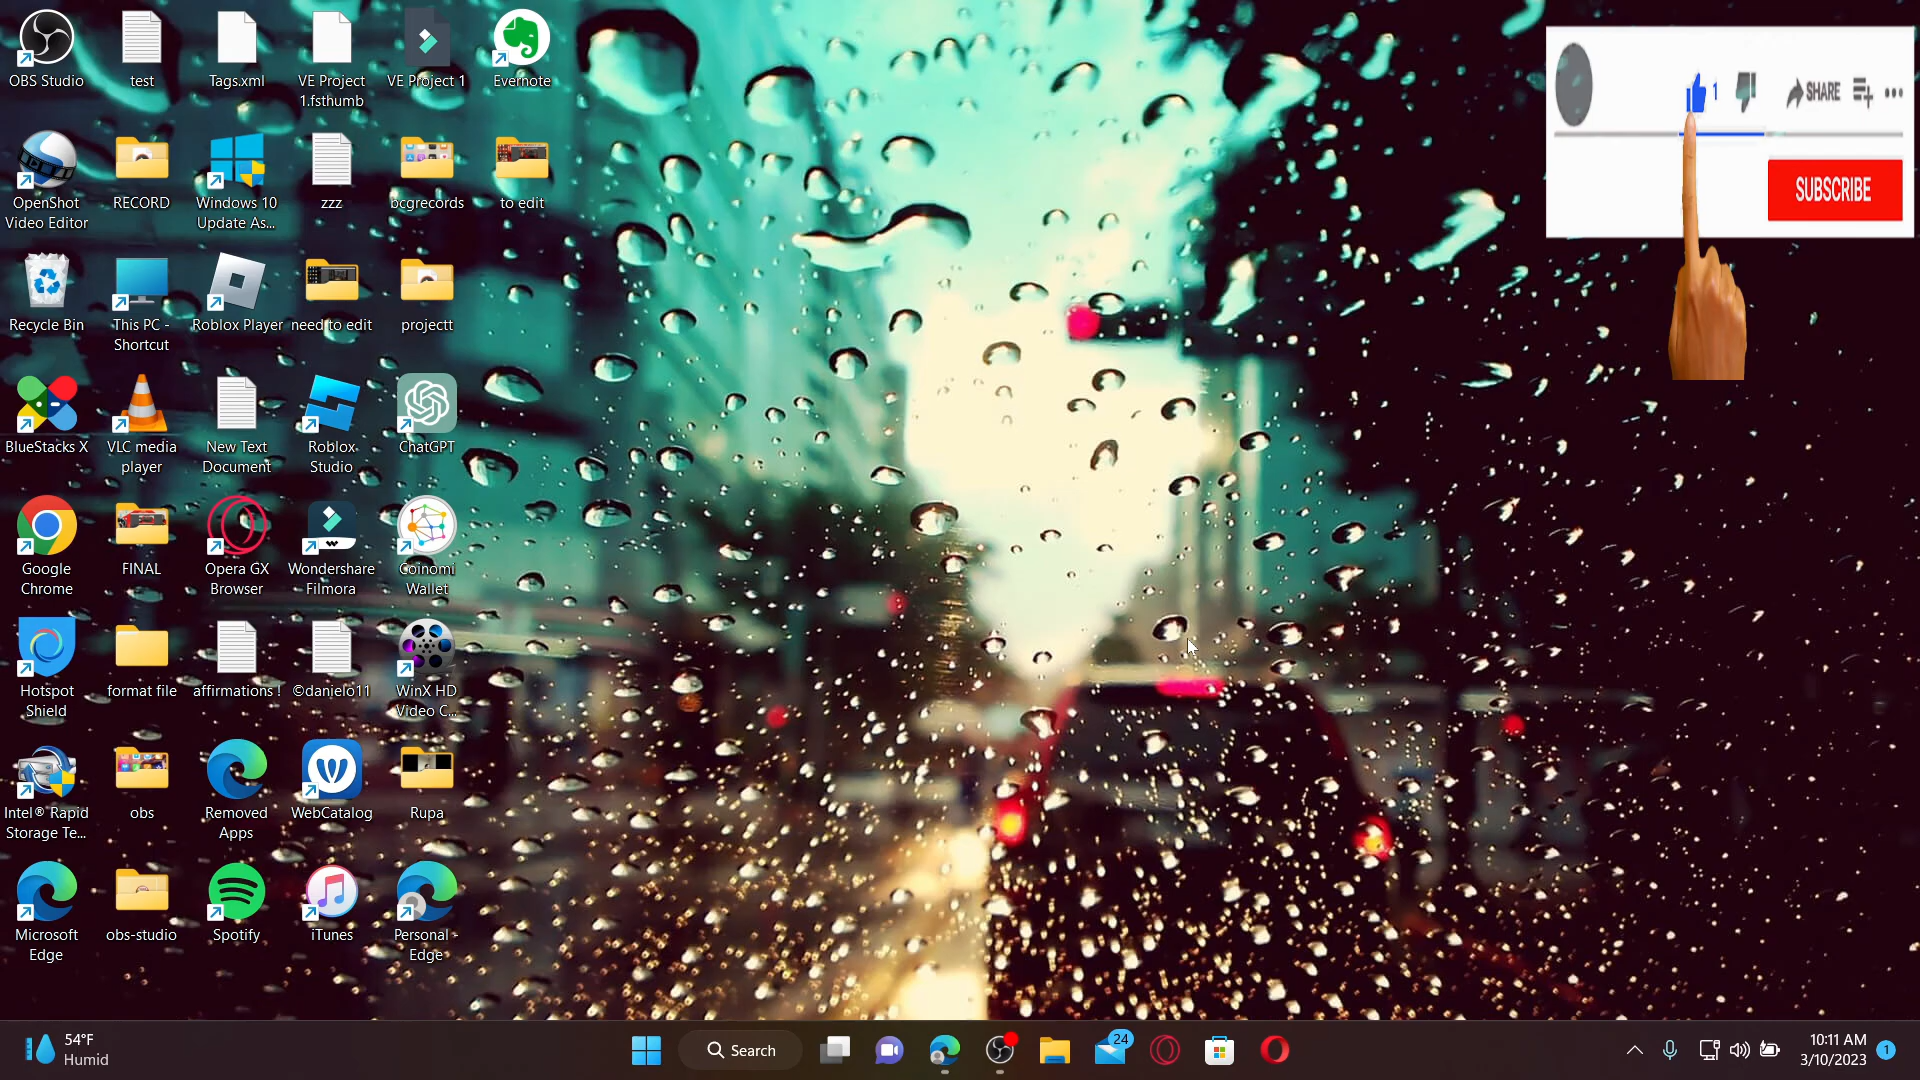 OBS Studio
test
Tags.xml
VE Project
1.fsthumb
VE Project 1
Evernote
OpenShot
Video Editor
RECORD
Windows 10
Update As...
zzz
bcgrecords
to edit
Recycle Bin
This PC -
Shortcut
Roblox Player
need to edit
projectt
BlueStacks X
VLC media
player
New Text
Document
Roblox
Studio
ChatGPT
Google
Chrome
FINAL
Opera GX
Browser
Wondershare
Filmora
Coinomi
Wallet
Hotspot
Shield
format file
affirmations !
©danielo11
WinX HD
Video C...
Intel® Rapid
Storage Te...
obs
Removed
Apps
WebCatalog
Rupa
Microsoft
Edge
obs-studio
Spotify
iTunes
Personal -
Edge
1
SHARE
SUBSCRIBE
54°F
Humid
Search
24
10:11 AM
3/10/2023
1